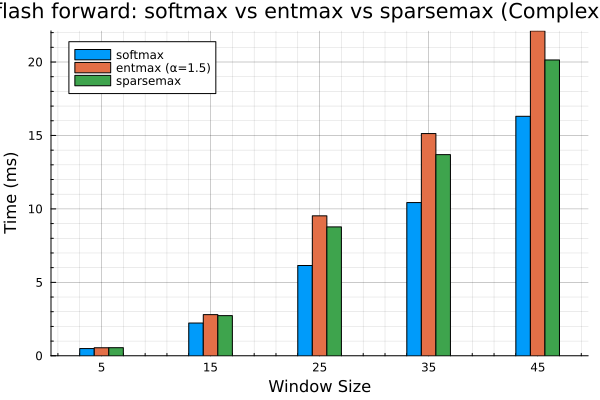 flash forward: softmax vs entmax vs sparsemax (Complex
softmax
entmax (α=1.5)
sparsemax
Time (ms)
20
15
10
5
0
5 15 25 35 45
Window Size